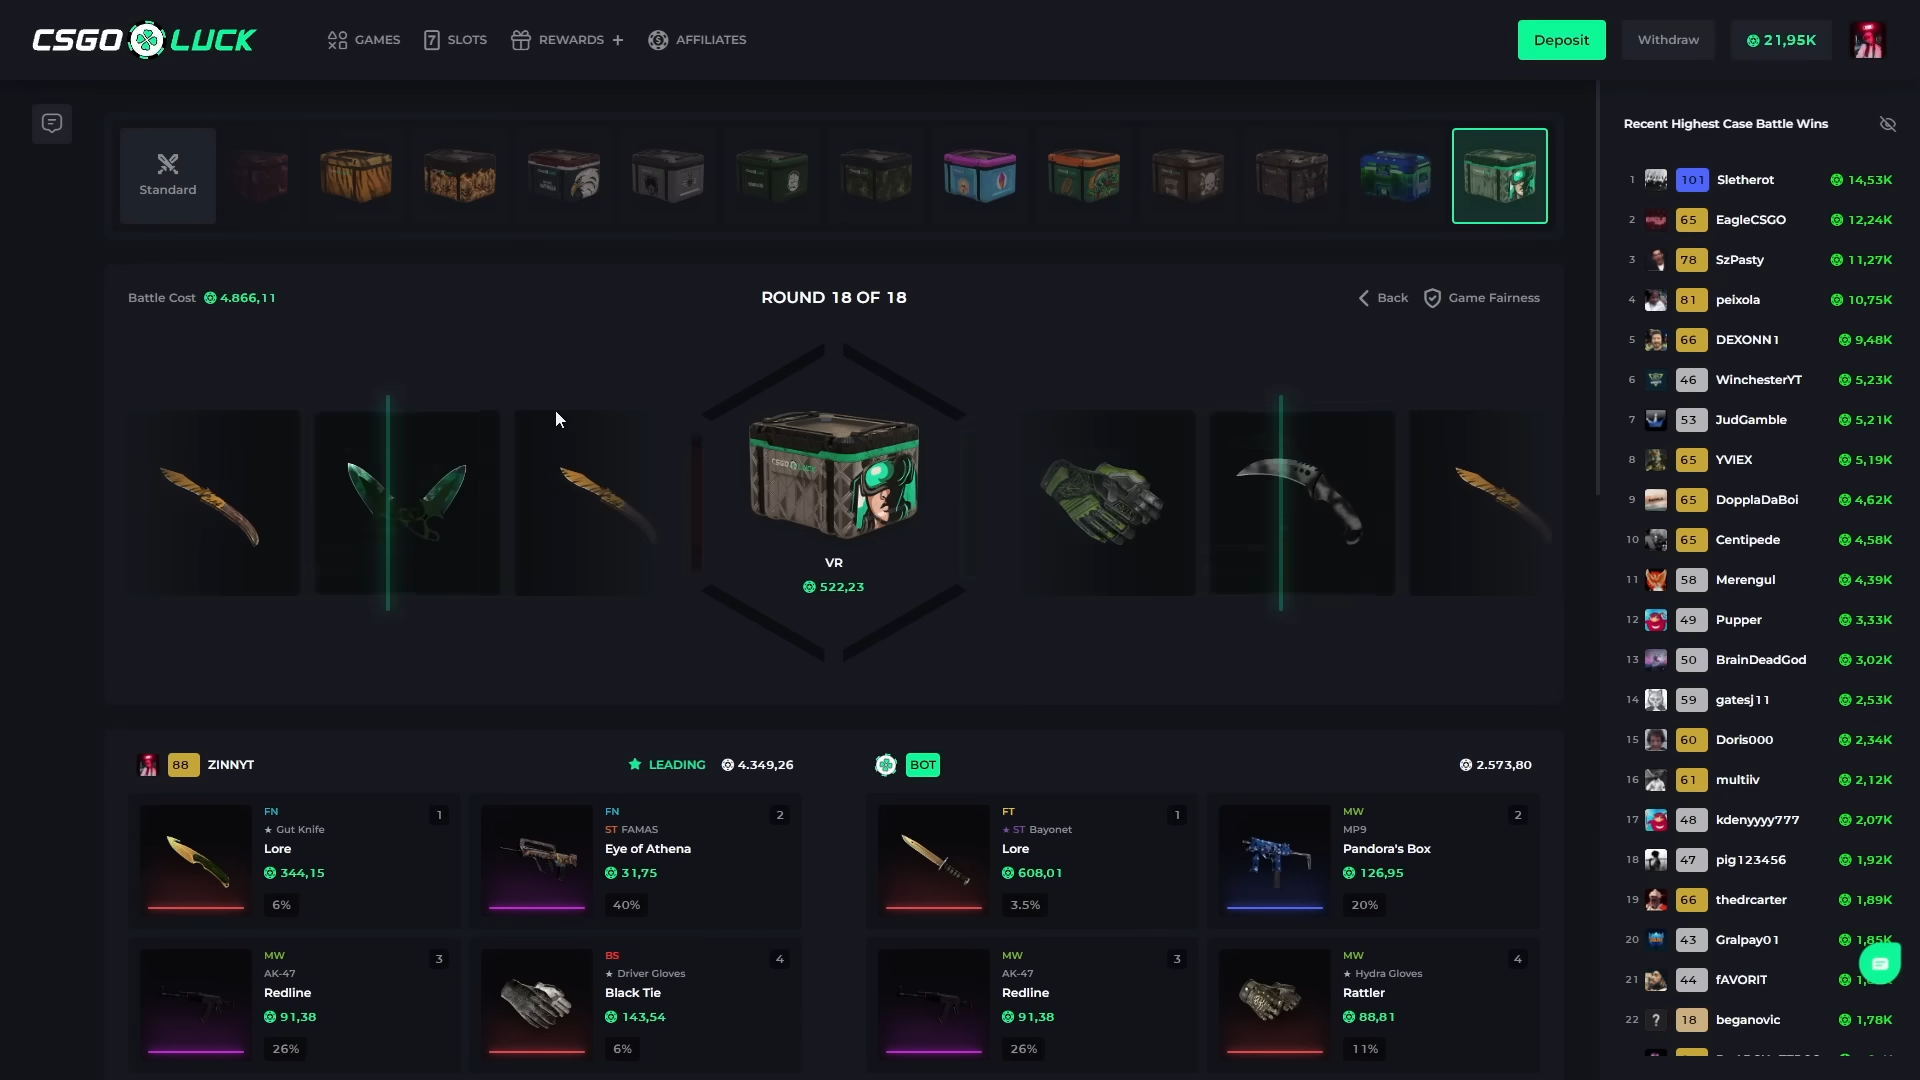 CSGO LUCK
GAMES
SLOTS
REWARDS
AFFILIATES
Deposit
Withdraw
21,95K
Standard
Battle Cost 4.866,11
ROUND 18 OF 18
Back
Game Fairness
CSGO LUCK
VR
522,23
88 ZINNYT
LEADING
4.349,26
FN
1
★ Gut Knife
Lore
344,15
6%
FN
2
ST FAMAS
Eye of Athena
31,75
40%
MW
3
AK-47
Redline
91,38
26%
BS
4
★ Driver Gloves
Black Tie
143,54
6%
BOT
2.573,80
FT
1
★ ST Bayonet
Lore
608,01
3.5%
MW
2
MP9
Pandora's Box
126,95
20%
MW
3
AK-47
Redline
91,38
26%
MW
4
★ Hydra Gloves
Rattler
88,81
11%
Recent Highest Case Battle Wins
1 101 Sletherot 14,53K
2 65 EagleCSGO 12,24K
3 78 SzPasty 11,27K
4 81 peixola 10,75K
5 66 DEXONN1 9,48K
6 46 WinchesterYT 5,23K
7 53 JudGamble 5,21K
8 65 YVIEX 5,19K
9 65 DopplaDaBoi 4,62K
10 65 Centipede 4,58K
11 58 Merengul 4,39K
12 49 Pupper 3,33K
13 50 BrainDeadGod 3,02K
14 59 gatesj11 2,53K
15 60 Doris000 2,34K
16 61 multiiv 2,12K
17 48 kdenyyyy777 2,07K
18 47 pig123456 1,92K
19 66 thedrcarter 1,89K
20 43 Gralpay01 1,85K
21 44 fAVORIT
22 ? 18 beganovic 1,78K